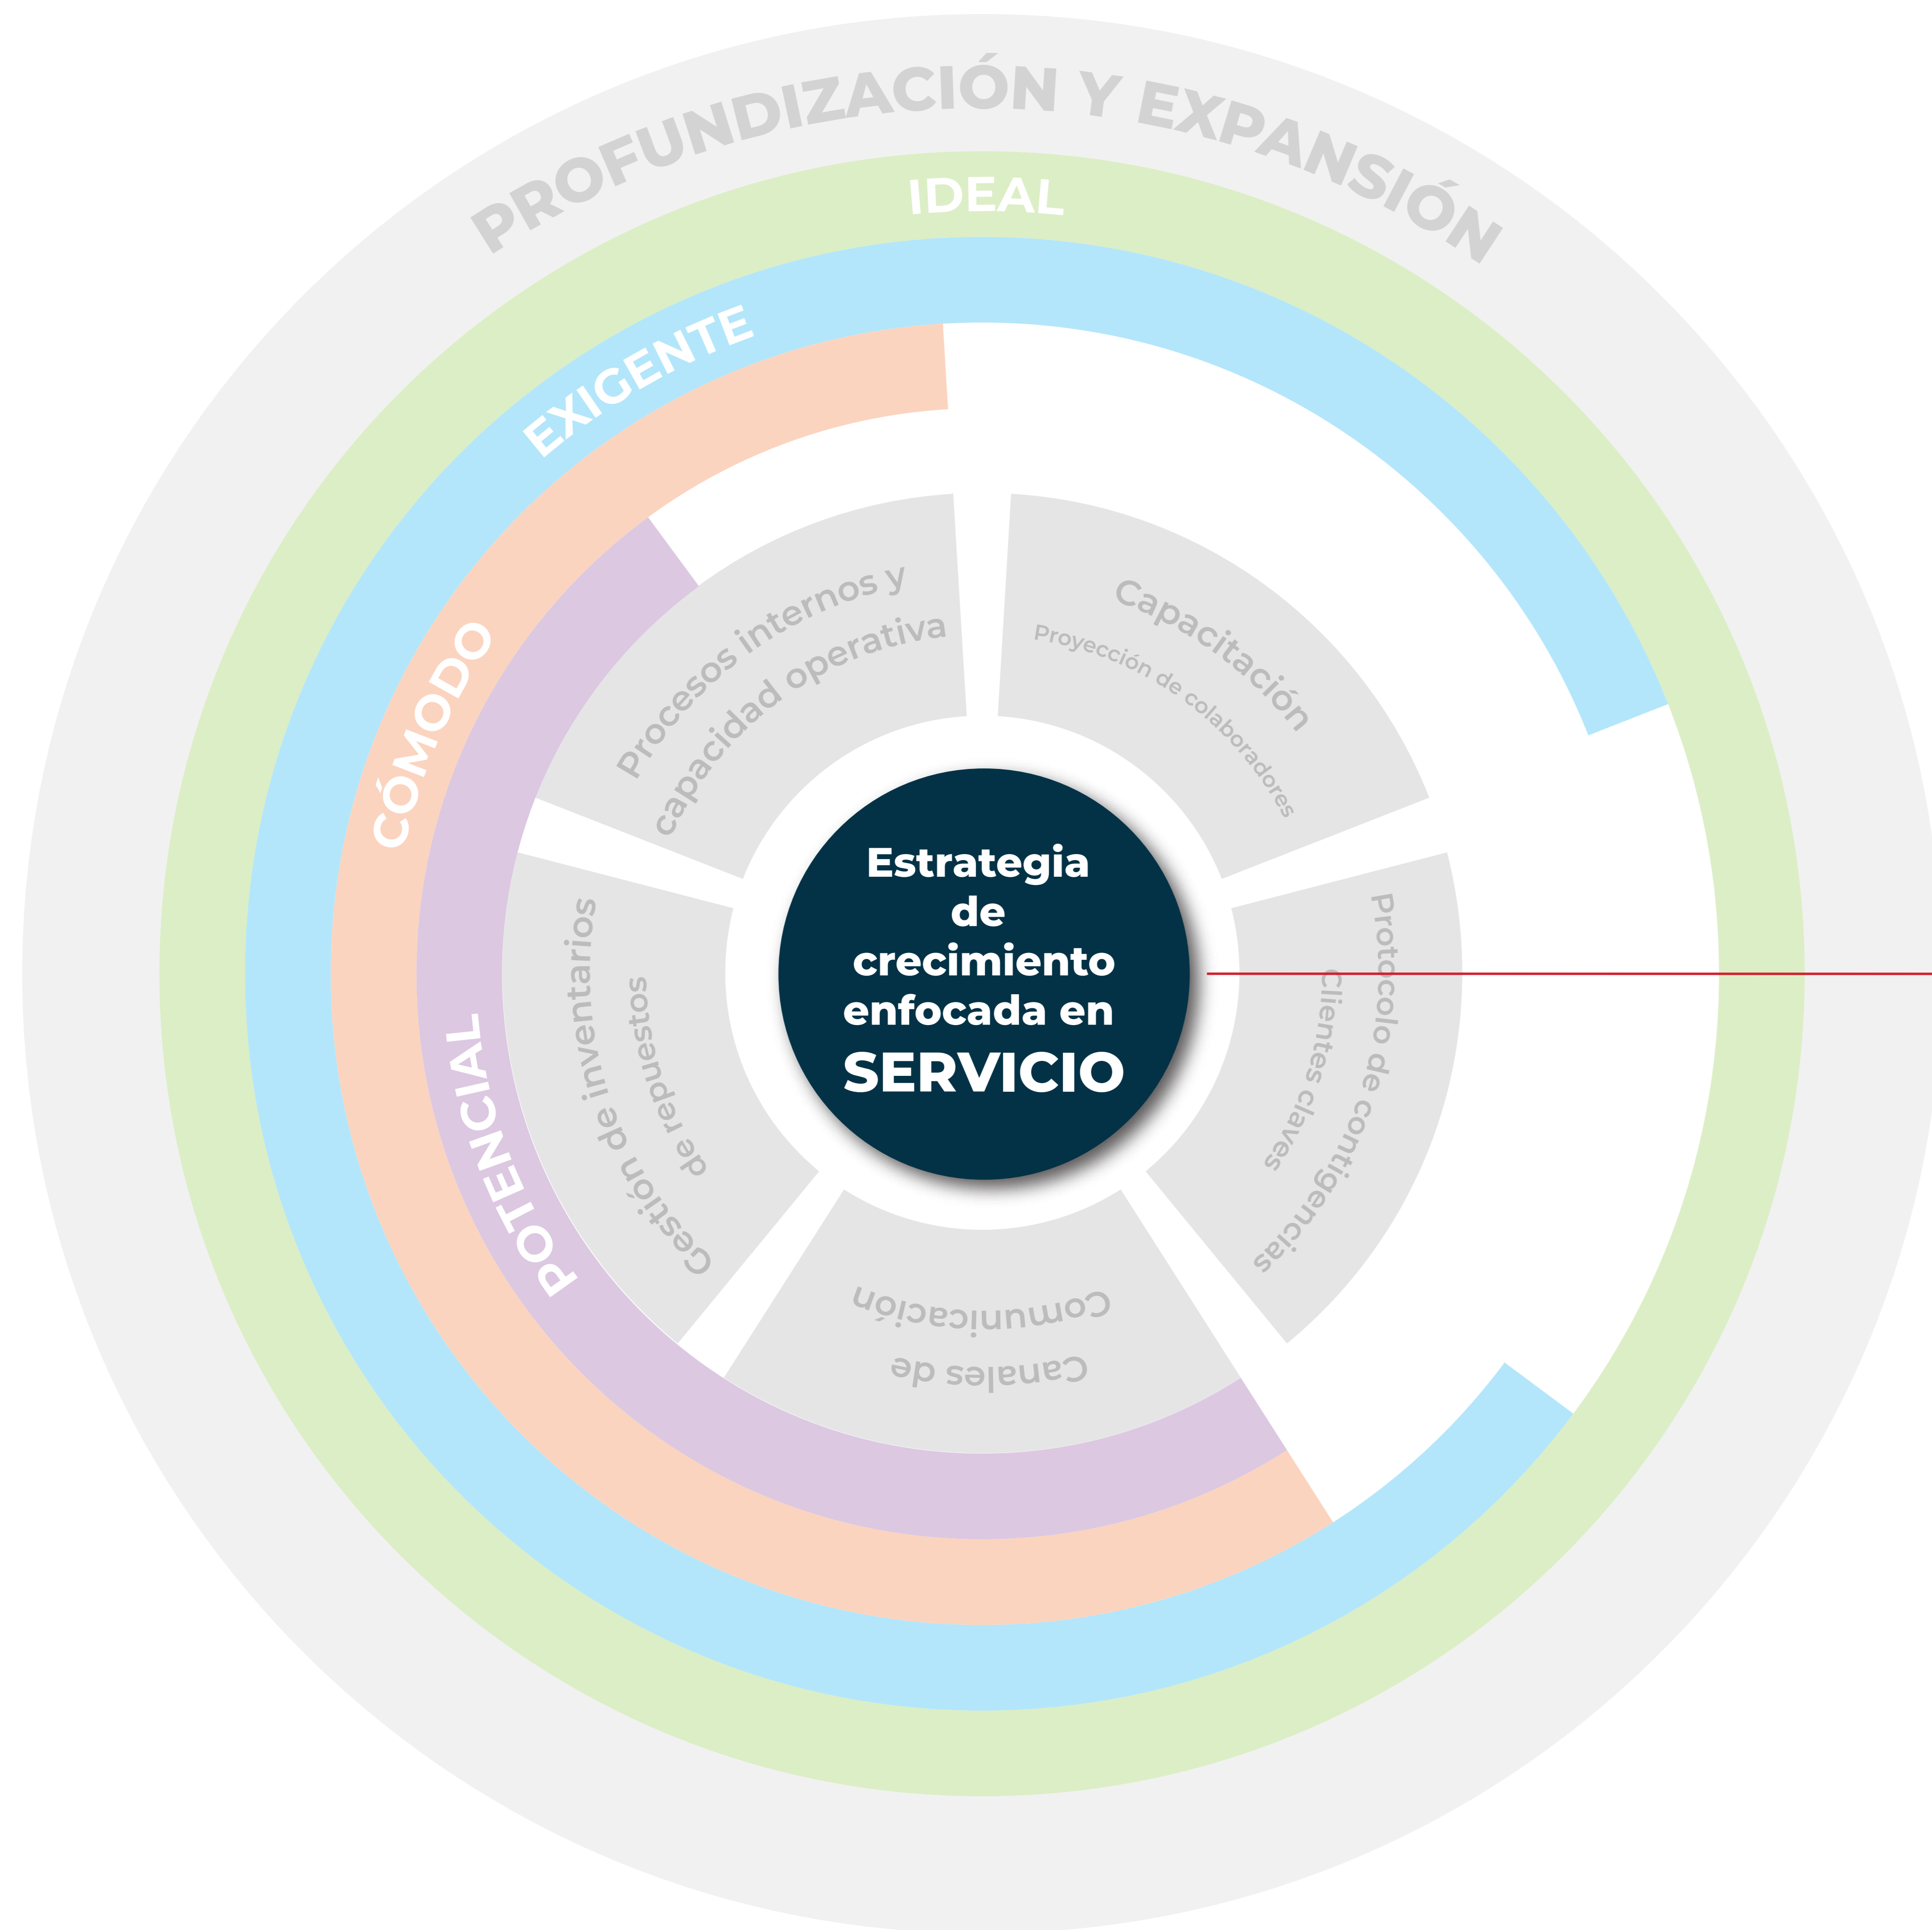 PROFUNDIZACIÓN Y EXPANSÍÓN
IDEAL
EXIGENTE
CÓMODO
POTENCIAL
Procesos internos y
capacidad operativa
Capacitación
Proyección de colaboradores
Protocolo de contigencias
clientes claves
Canales de
Comunicación
Gestión de inventarios
de repuestos
Estrategia
de
crecimiento
enfocada en
SERVICIO